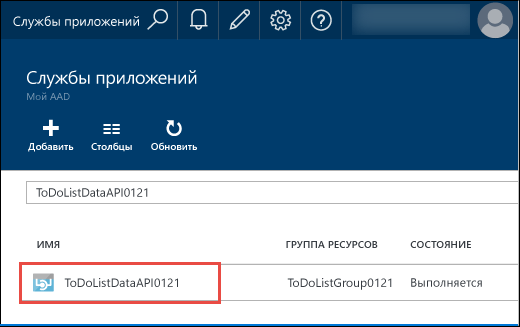 Службы приложений
Службы приложений
Мой AAD
Добавить Столбцы Обновить
ToDoListDataAPI0121
ИМЯ ГРУППА РЕСУРСОВ СОСТОЯНИЕ
ToDoListDataAPI0121 ToDoListGroup0121 Выполняется